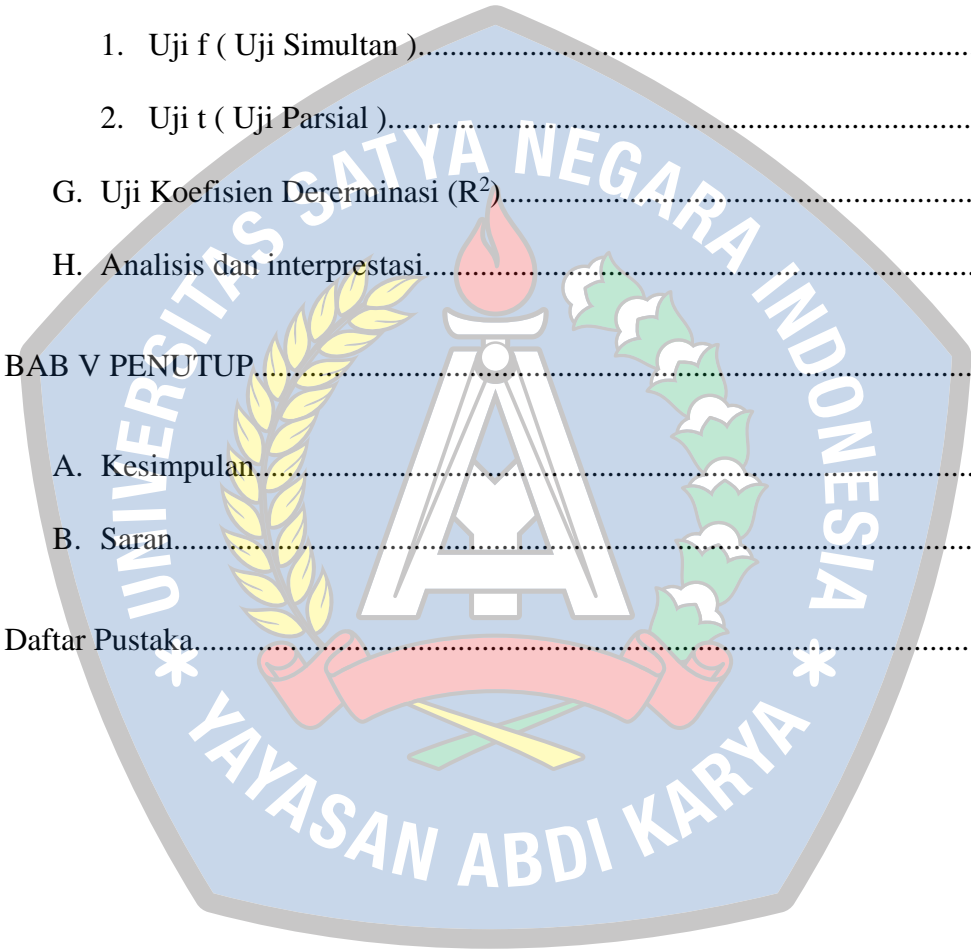 1. Uji f ( Uji Simultan )................................................................................
2. Uji t ( Uji Parsial )....................................................................................
G. Uji Koefisien Dererminasi (R²)....................................................................
H. Analisis dan interprestasi..............................................................................
BAB V PENUTUP.............................................................................................
A. Kesimpulan....................................................................................................
B. Saran..............................................................................................................
Daftar Pustaka....................................................................................................
UNIVERSITAS SATYA NEGARA INDONESIA
* YAYASAN ABDI KARYA *